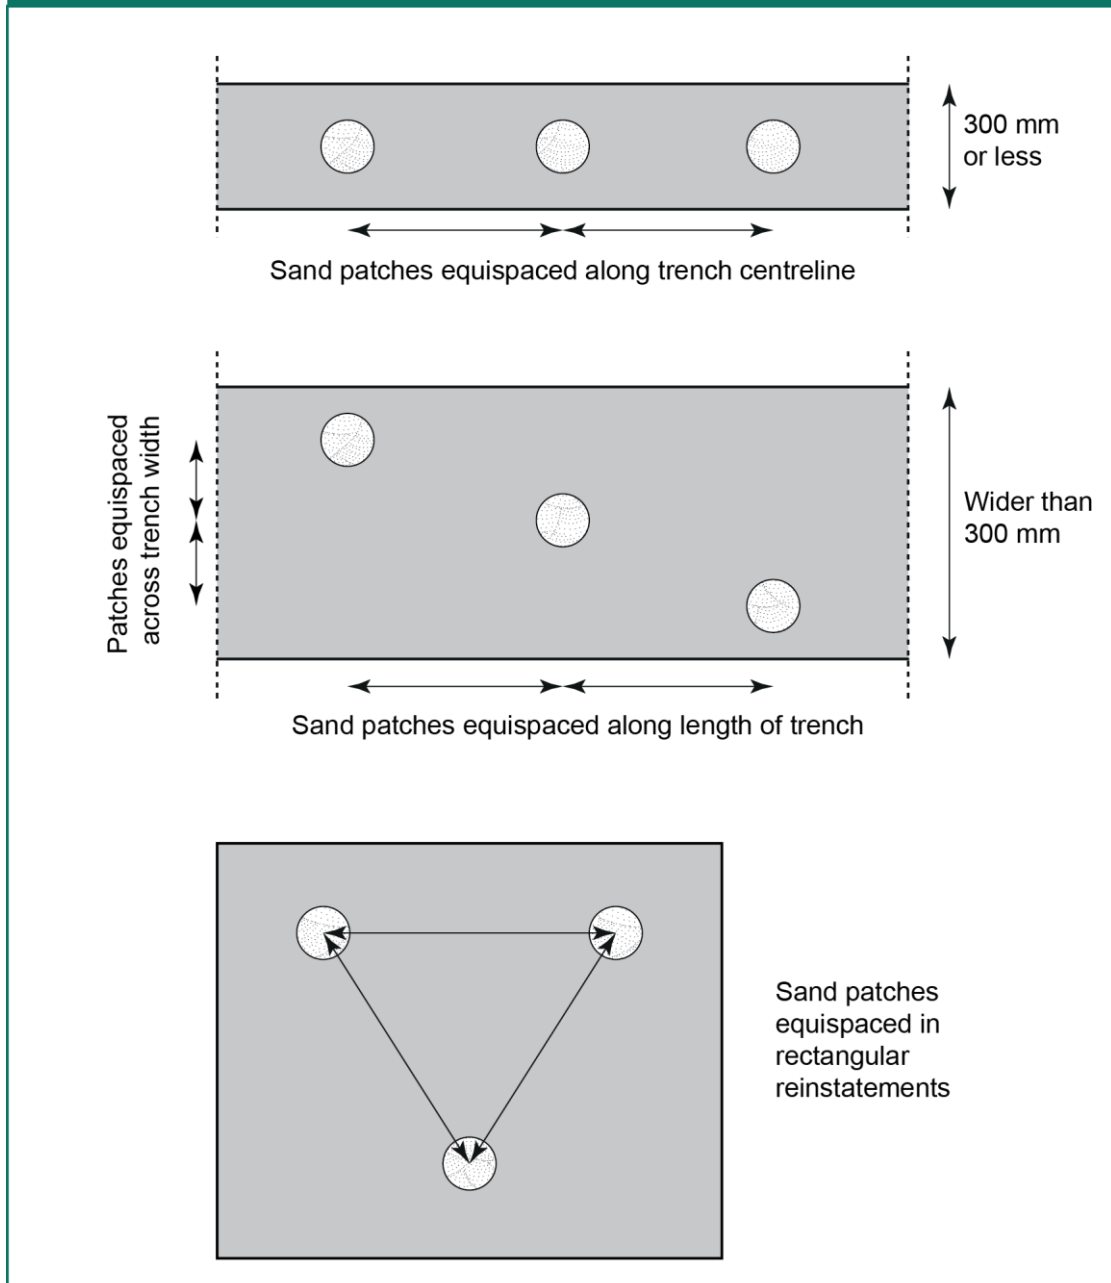 300 mm
or less
Sand patches equispaced along trench centreline
Patches equispaced
across trench width
Wider than
300 mm
Sand patches equispaced along length of trench
Sand patches
equispaced in
rectangular
reinstatements